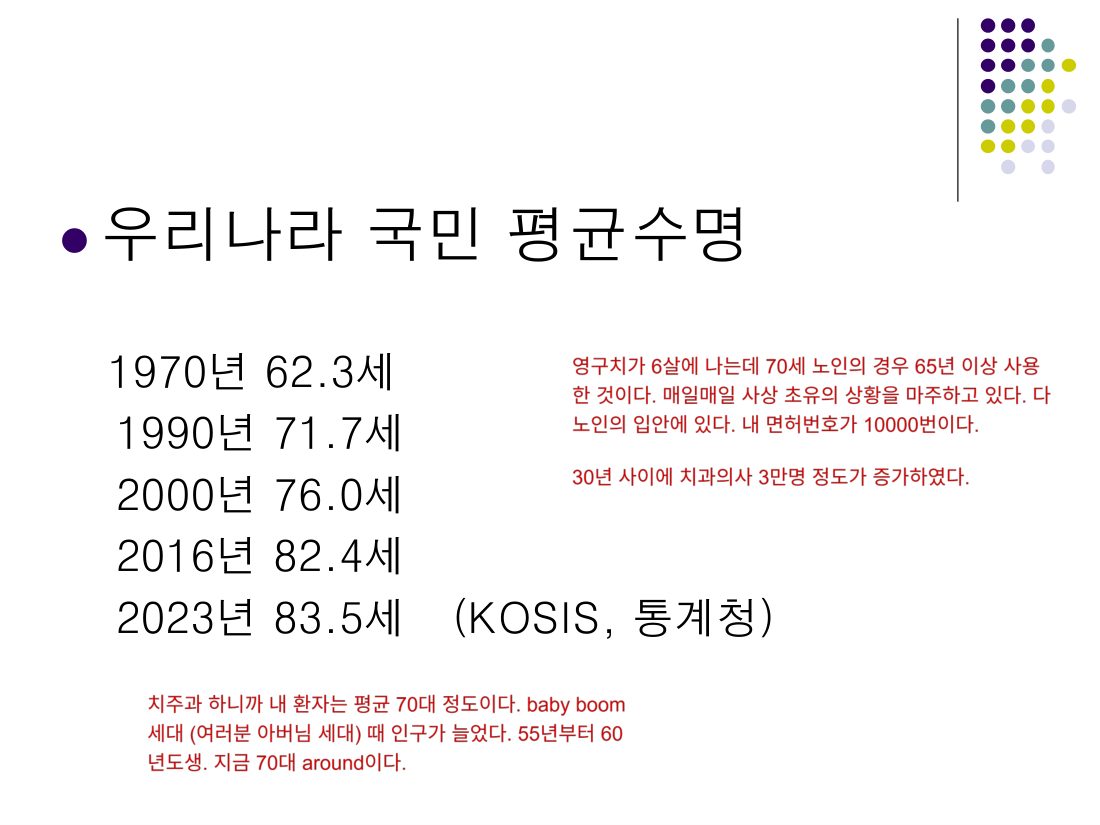 우리나라 국민 평균수명
1970년 62.3세
1990년 71.7세
2000년 76.0세
2016년 82.4세
2023년 83.5세 (KOSIS, 통계청)
영구치가 6살에 나는데 70세 노인의 경우 65년 이상 사용
한 것이다. 매일매일 사상 초유의 상황을 마주하고 있다. 다
노인의 입안에 있다. 내 면허번호가 10000번이다.
30년 사이에 치과의사 3만명 정도가 증가하였다.
치주과 하니까 내 환자는 평균 70대 정도이다. baby boom
세대 (여러분 아버님 세대) 때 인구가 늘었다. 55년부터 60
년도생. 지금 70대 around이다.